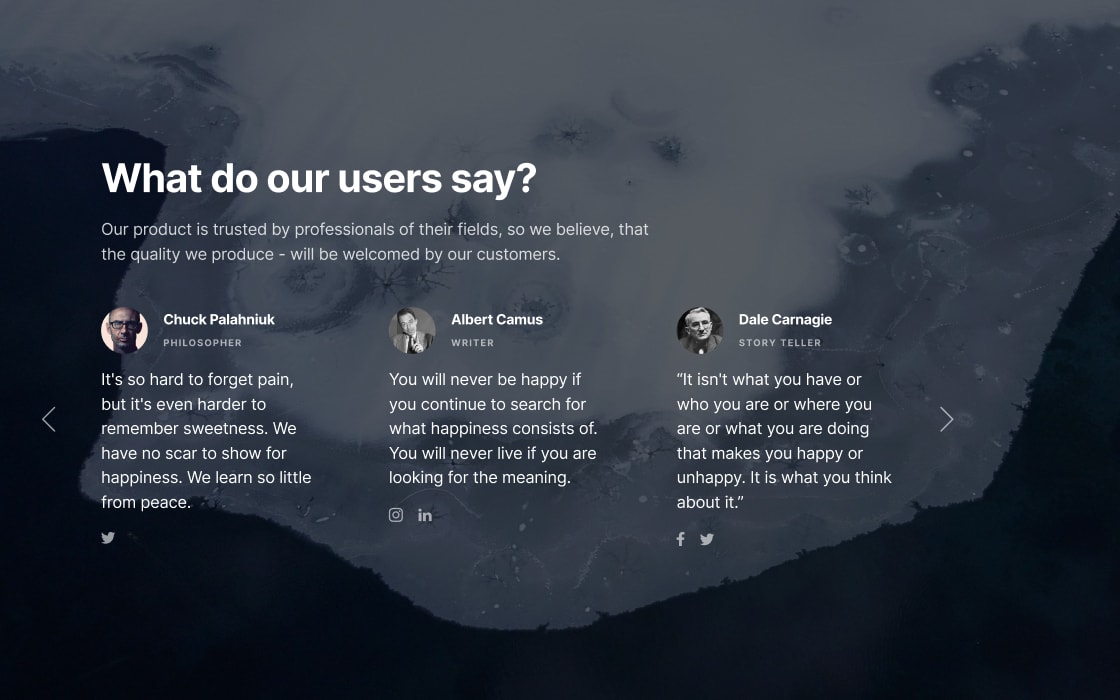 What do our users say?
Our product is trusted by professionals of their fields, so we believe, that
the quality we produce - will be welcomed by our customers.
Chuck Palahniuk
PHILOSOPHER
It's so hard to forget pain,
but it's even harder to
remember sweetness. We
have no scar to show for
happiness. We learn so little
from peace.
Albert Camus
WRITER
You will never be happy if
you continue to search for
what happiness consists of.
You will never live if you are
looking for the meaning.
Dale Carnagie
STORY TELLER
“It isn't what you have or
who you are or where you
are or what you are doing
that makes you happy or
unhappy. It is what you think
about it.”